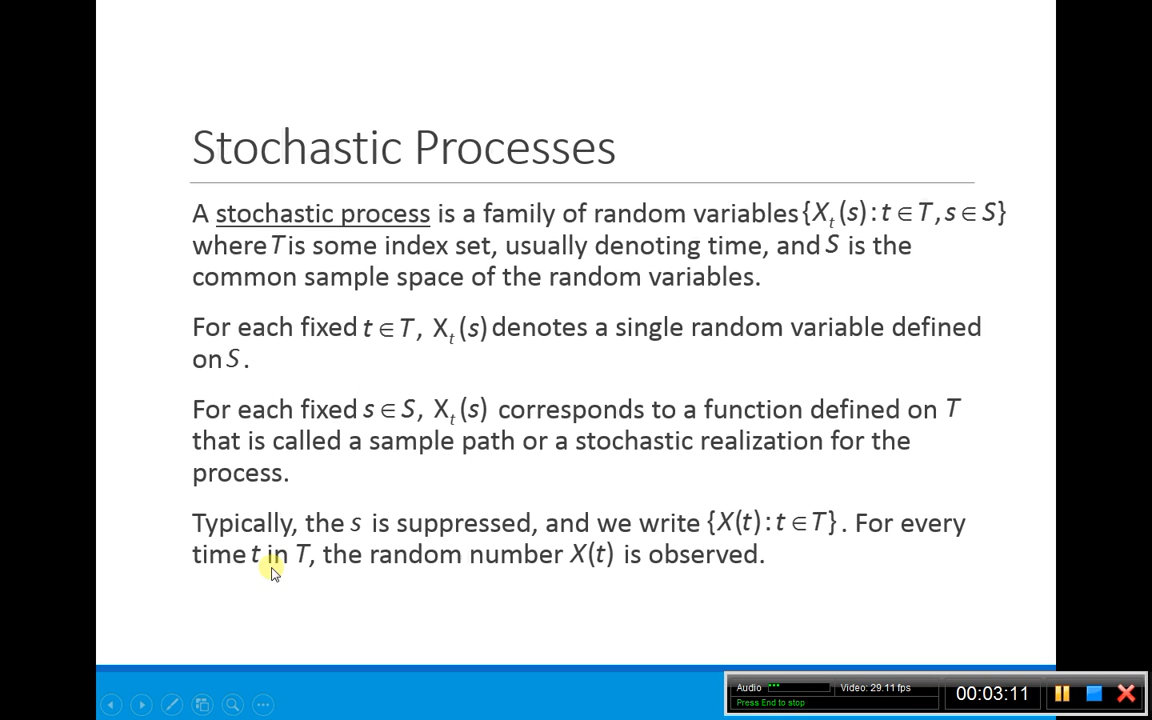 Stochastic Processes
A stochastic process is a family of random variables {Xₜ(s): t ∈ T, s ∈ S}
where T is some index set, usually denoting time, and S is the
common sample space of the random variables.
For each fixed t ∈ T, Xₜ(s) denotes a single random variable defined
on S.
For each fixed s ∈ S, Xₜ(s) corresponds to a function defined on T
that is called a sample path or a stochastic realization for the
process.
Typically, the s is suppressed, and we write {X(t): t ∈ T}. For every
time t in T, the random number X(t) is observed.
Audio
Video: 29.11 fps
Press End to stop
00:03:11